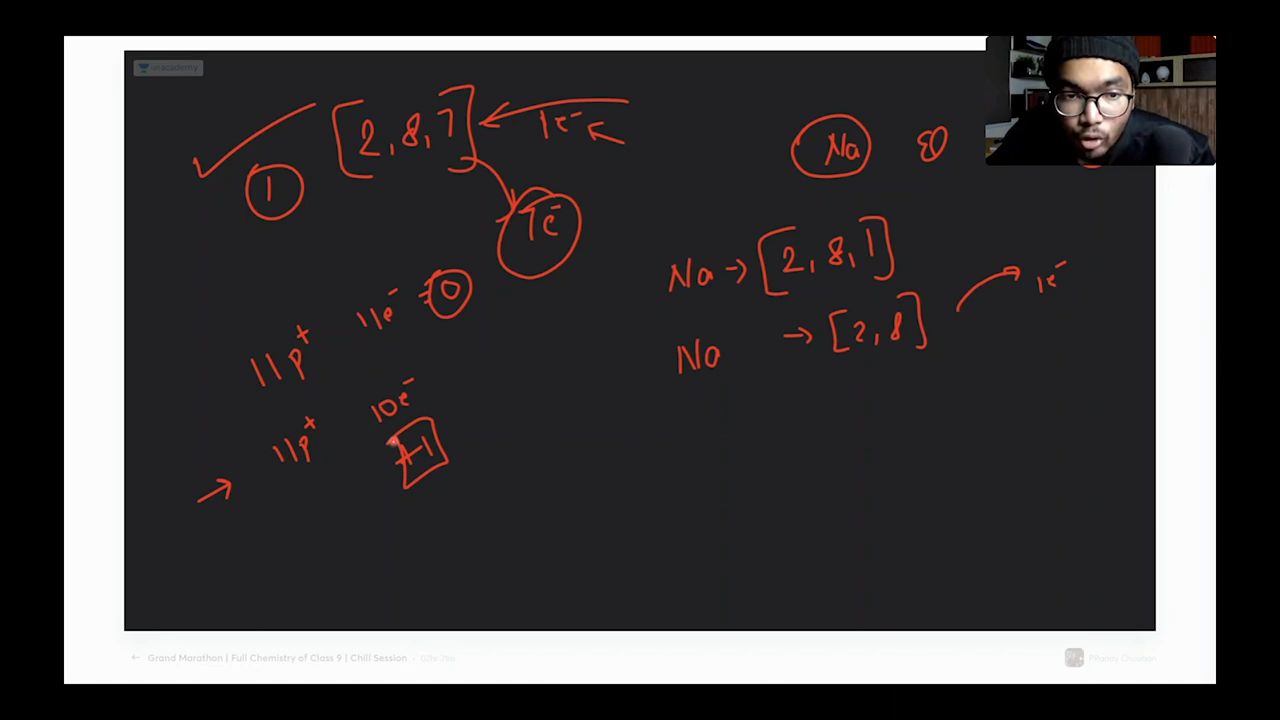 unacademy
[2, 8, 7] ← 1e⁻
1
7e⁻
11p⁺ 11e⁻ = 0
11p⁺ 10e⁻
+1
→
Na
Na → [2, 8, 1]
Na → [2, 8] 1e⁻
← Grand Marathon | Full Chemistry of Class 9 | Chill Session